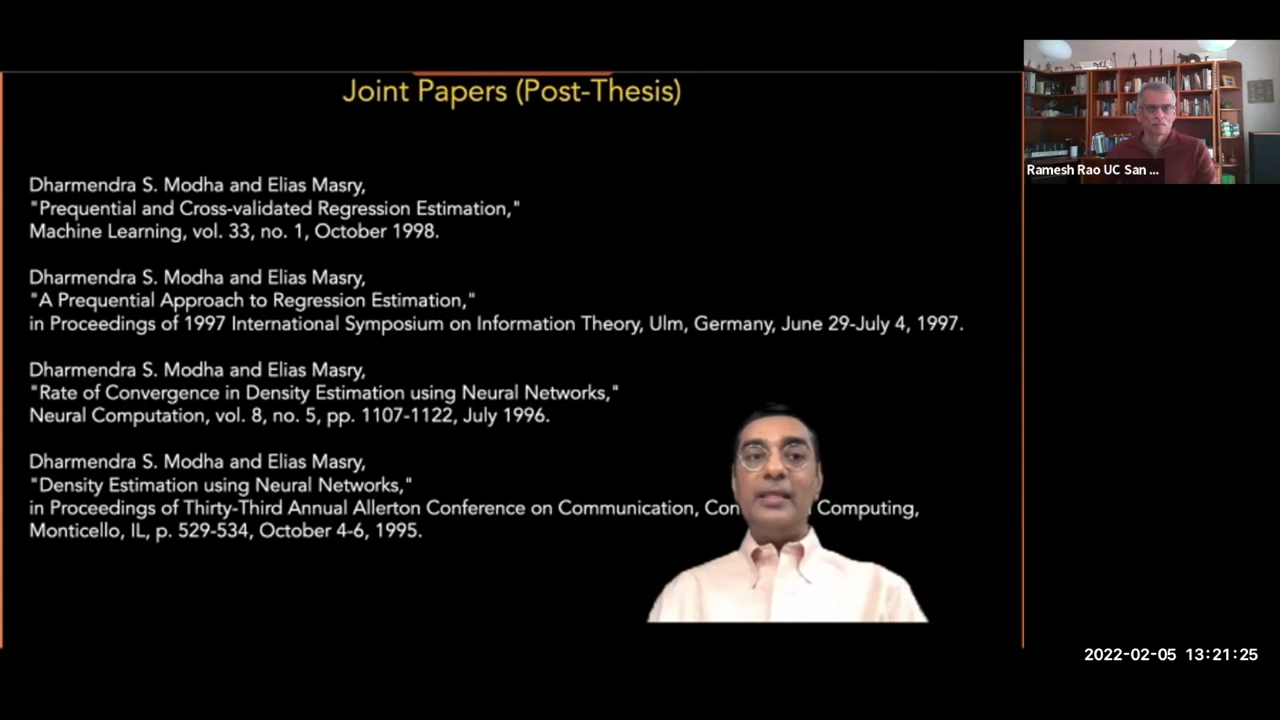 Joint Papers (Post-Thesis)
Dharmendra S. Modha and Elias Masry,
"Prequential and Cross-validated Regression Estimation,"
Machine Learning, vol. 33, no. 1, October 1998.
Dharmendra S. Modha and Elias Masry,
"A Prequential Approach to Regression Estimation,"
in Proceedings of 1997 International Symposium on Information Theory, Ulm, Germany, June 29-July 4, 1997.
Dharmendra S. Modha and Elias Masry,
"Rate of Convergence in Density Estimation using Neural Networks,"
Neural Computation, vol. 8, no. 5, pp. 1107-1122, July 1996.
Dharmendra S. Modha and Elias Masry,
"Density Estimation using Neural Networks,"
in Proceedings of Thirty-Third Annual Allerton Conference on Communication, Con Computing,
Monticello, IL, p. 529-534, October 4-6, 1995.
Ramesh Rao UC San ...
2022-02-05 13:21:25